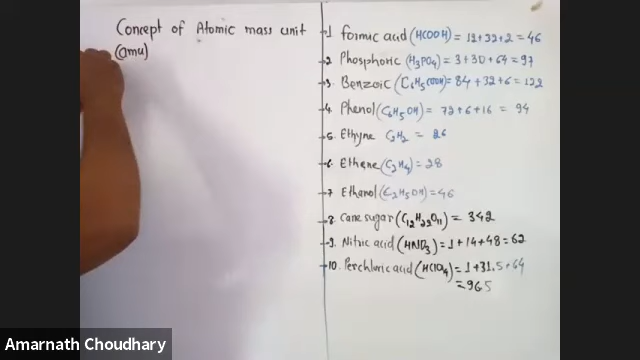 Concept of Atomic mass unit
(amu)
1 formic acid (HCOOH) = 12+32+2 = 46
2. Phosphoric (H3PO4) = 3+30+64 = 97
3. Benzoic (C6H5COOH) = 84+32+6 = 122
4. Phenol (C6H5OH) = 72+6+16 = 94
5. Ethyne C2H2 = 26
6. Ethene (C2H4) = 28
7 Ethanol (C2H5OH) = 46
8. Cane sugar (C12H22O11) = 342
9. Nitric acid (HNO3) = 1+14+48 = 62
10. Perchloric acid (HClO4) = 1+31.5+64
= 96.5
Amarnath Choudhary